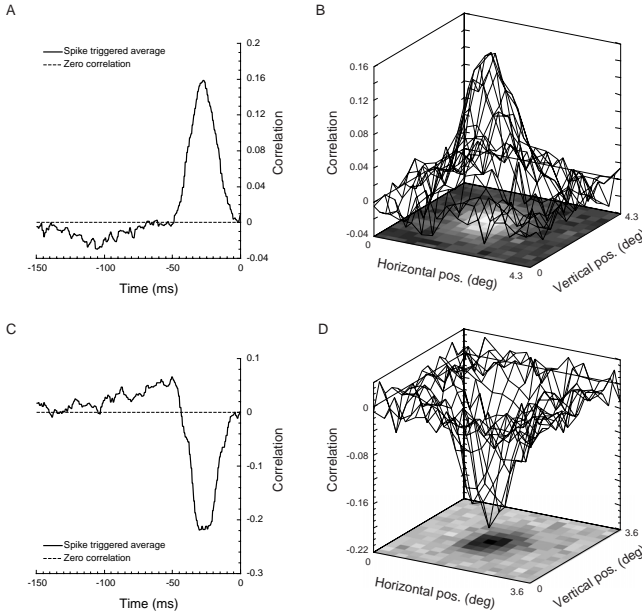 A
Spike triggered average
Zero correlation
0.2
0.16
0.12
0.08
0.04
0
-0.04
Correlation
-150
-100
-50
0
Time (ms)
B
0.16
0.12
0.08
0.04
0
-0.04
Correlation
0
Horizontal pos. (deg)
4.3
0
Vertical pos. (deg)
4.3
C
0.1
0
-0.1
-0.2
-0.3
Correlation
Spike triggered average
Zero correlation
-150
-100
-50
0
Time (ms)
D
0
-0.08
-0.16
-0.22
Correlation
0
Horizontal pos. (deg)
3.6
0
Vertical pos. (deg)
3.6